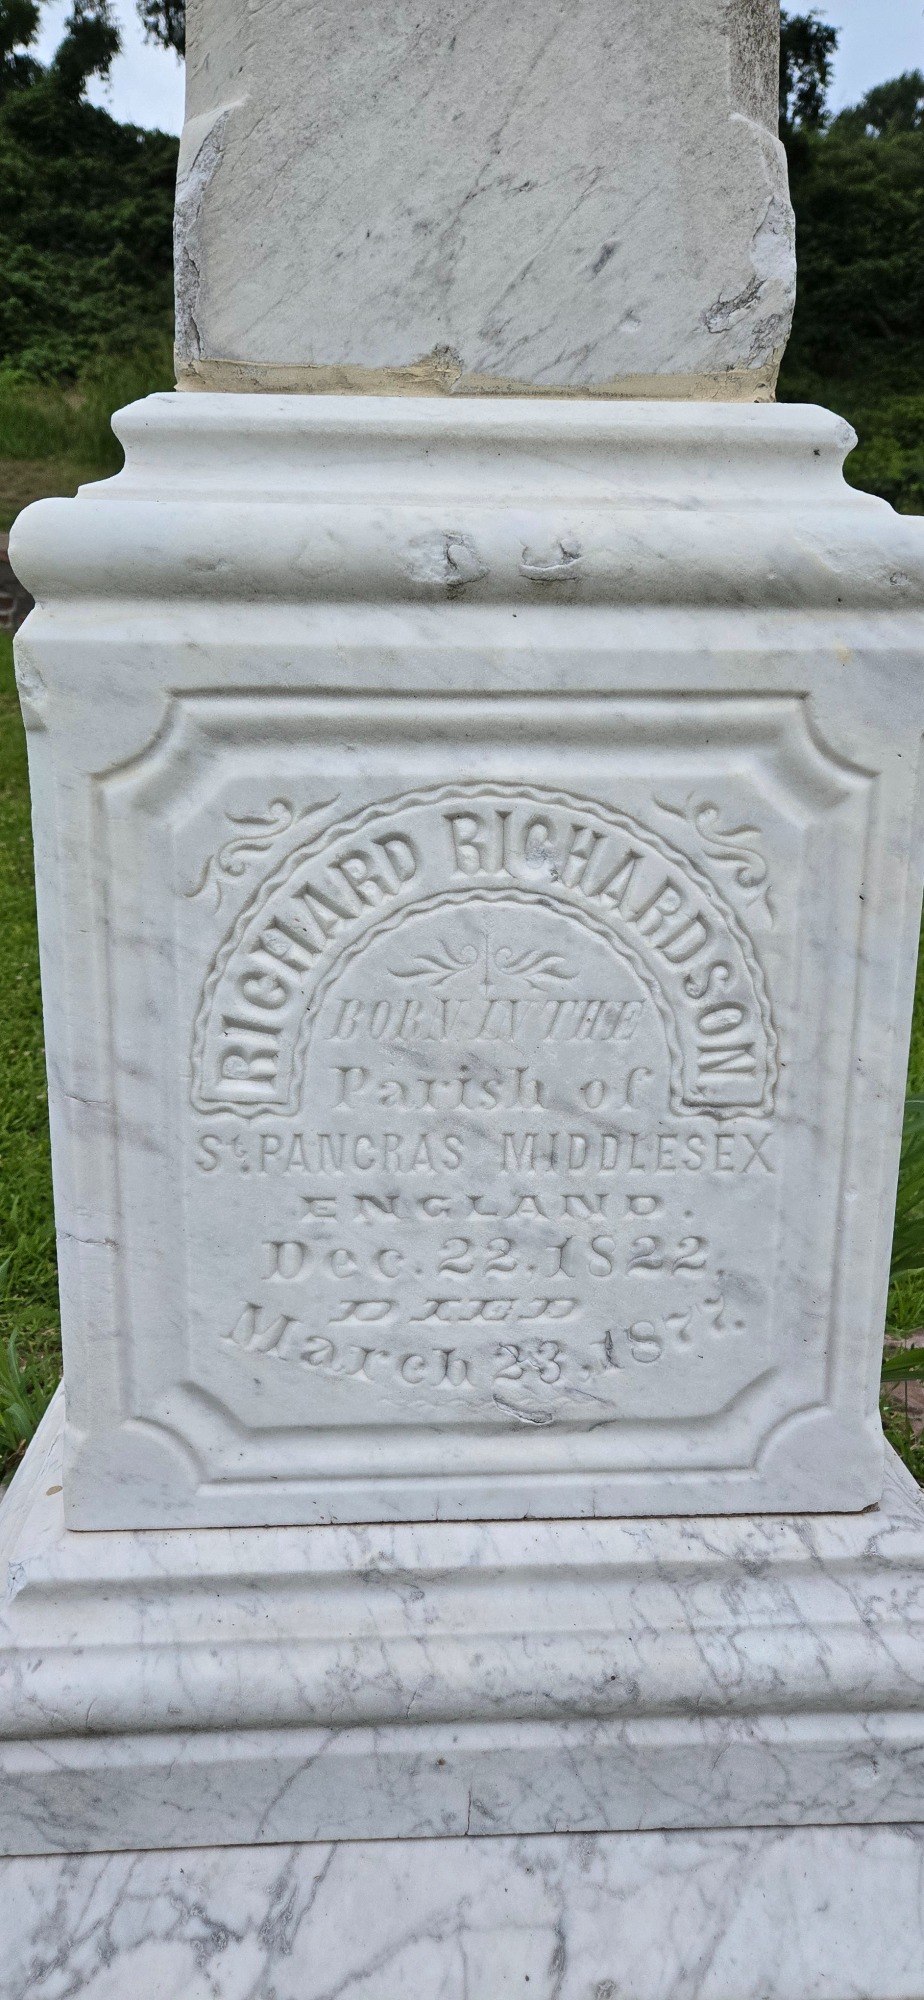 RICHARD RICHARDSON
BORN IN THE
Parish of
St. PANCRAS MIDDLESEX
ENGLAND.
Dec. 22, 1822.
DIED
March 23, 1877.